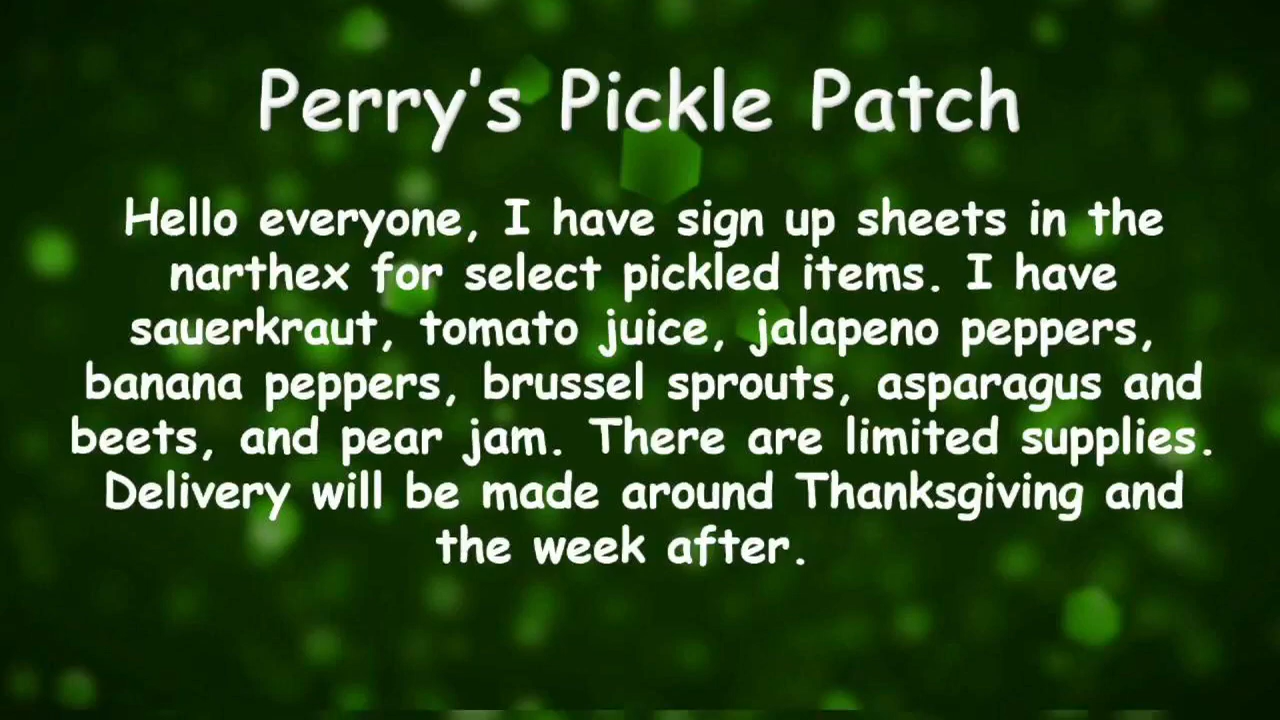 Perry's Pickle Patch
Hello everyone, I have sign up sheets in the
narthex for select pickled items. I have
sauerkraut, tomato juice, jalapeno peppers,
banana peppers, brussel sprouts, asparagus and
beets, and pear jam. There are limited supplies.
Delivery will be made around Thanksgiving and
the week after.